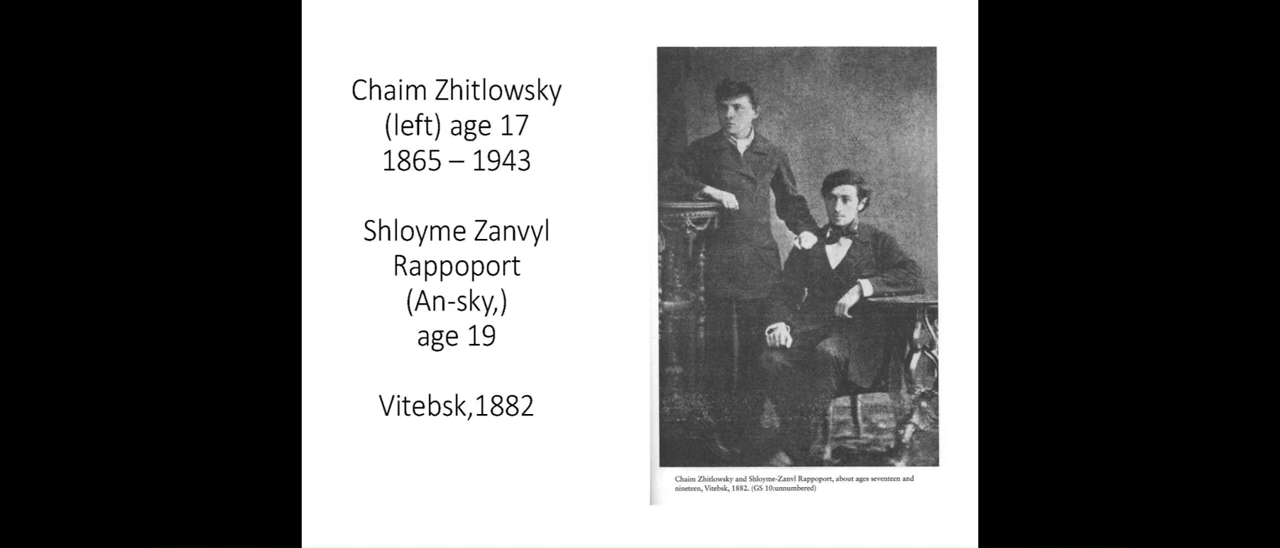 Chaim Zhitlowsky
(left) age 17
1865 – 1943
Shloyme Zanvyl
Rappoport
(An-sky,)
age 19
Vitebsk,1882
Chaim Zhitlowsky and Shloyme-Zanvl Rappoport, about ages seventeen and
nineteen, Vitebsk, 1882. (GS 10:unnumbered)